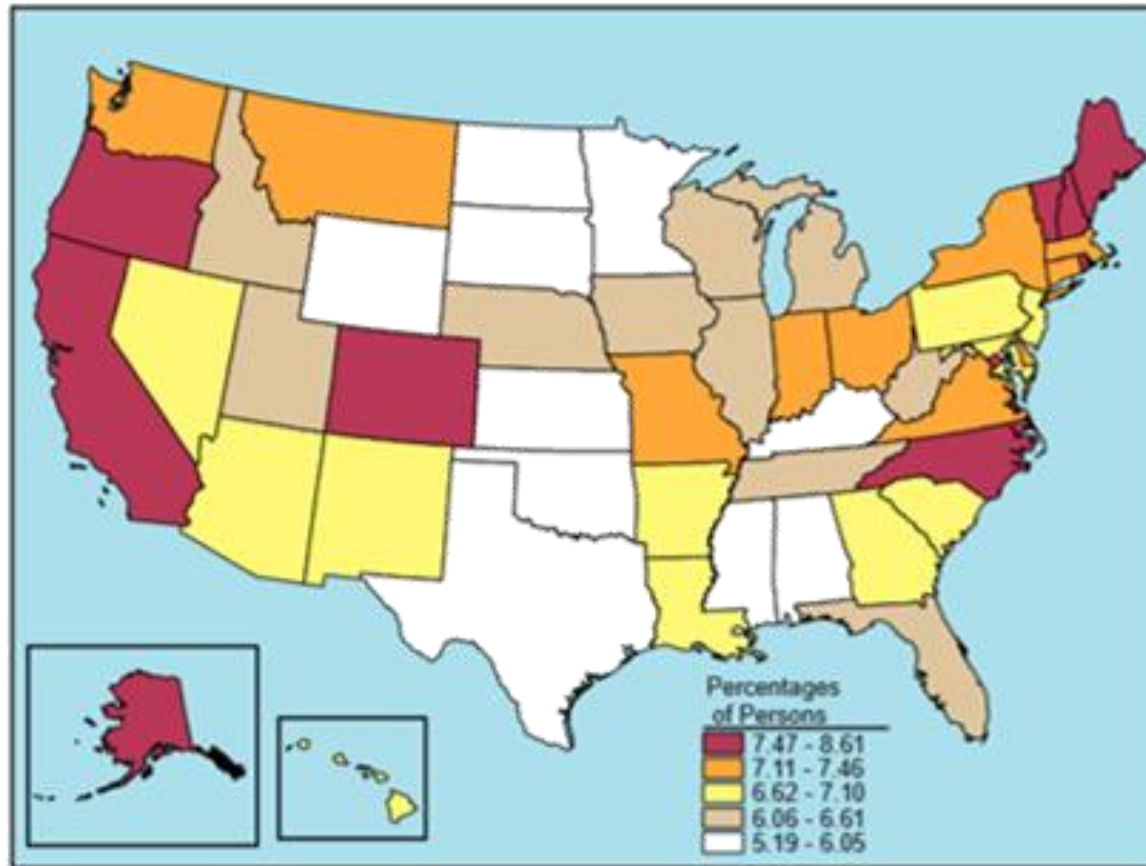 Percentages
of Persons
7.47 - 8.61
7.11 - 7.46
6.62 - 7.10
6.06 - 6.61
5.19 - 6.05